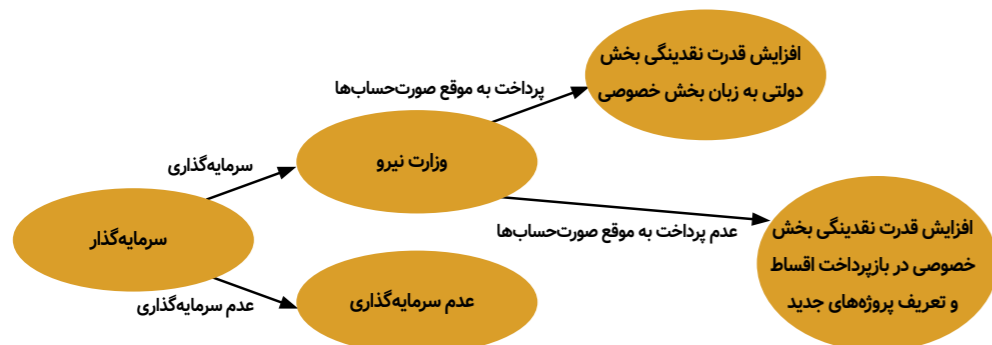 افزایش قدرت نقدینگی بخش
دولتی به زبان بخش خصوصی
پرداخت به موقع صورت‌حساب‌ها
وزارت نیرو
سرمایه‌گذاری
سرمایه‌گذار
عدم پرداخت به موقع صورت‌حساب‌ها
افزایش قدرت نقدینگی بخش
خصوصی در بازپرداخت اقساط
و تعریف پروژه‌های جدید
عدم سرمایه‌گذاری
عدم سرمایه‌گذاری